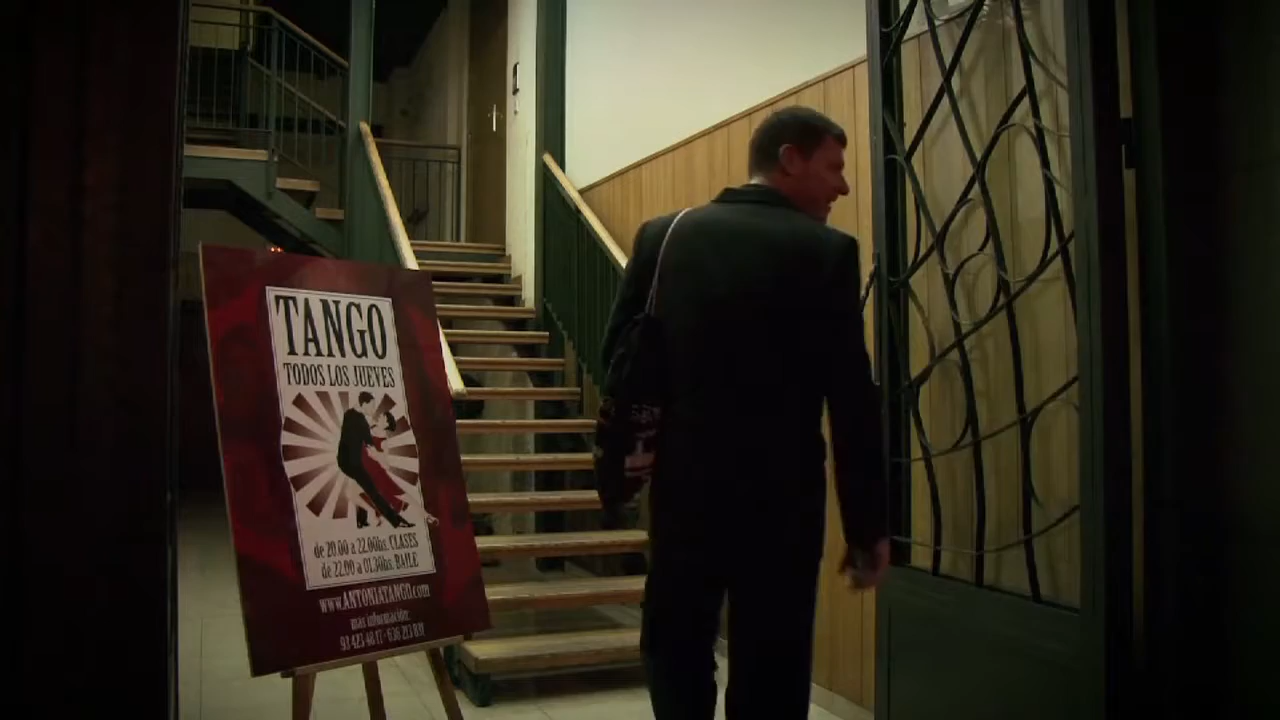 TANGO
TODOS LOS JUEVES
de 20.00 a 22.00hs. CLASES
de 22.00 a 01.30hs. BAILE
www.ANTONIATANGO.com
más información: